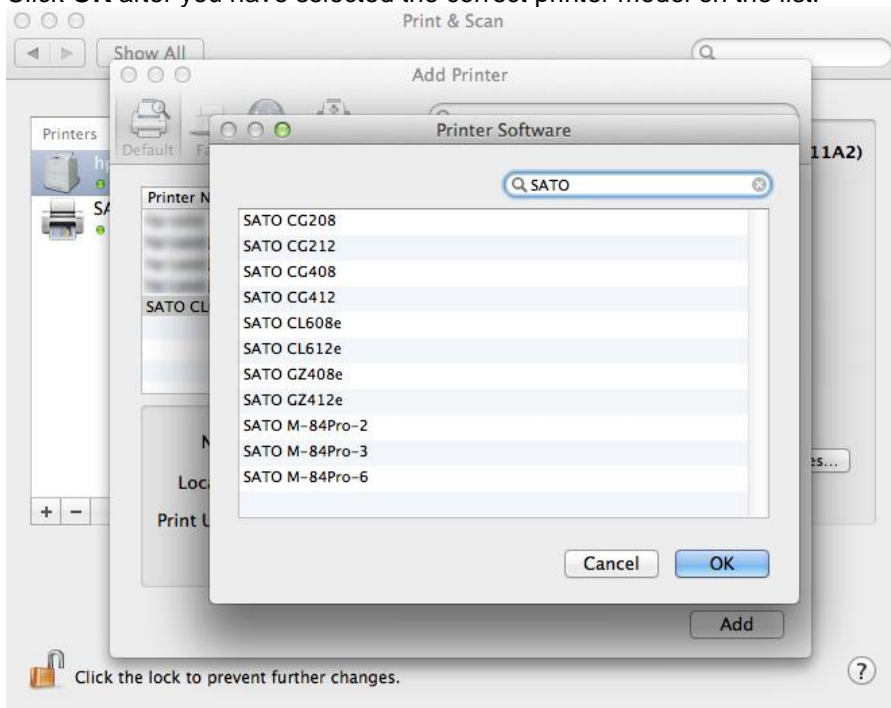 Click OK after you have selected the correct printer model on the list.
Print & Scan
Show All
Add Printer
Printer Software
Printers
Default
11A2)
SATO
Printer N
SATO CG208
SATO CG212
SATO CG408
SATO CG412
SATO CL
SATO CL608e
SATO CL612e
SATO GZ408e
SATO GZ412e
SATO M-84Pro-2
SATO M-84Pro-3
SATO M-84Pro-6
N
Loca
es...
+ -
Print U
Cancel
OK
Add
Click the lock to prevent further changes.
?